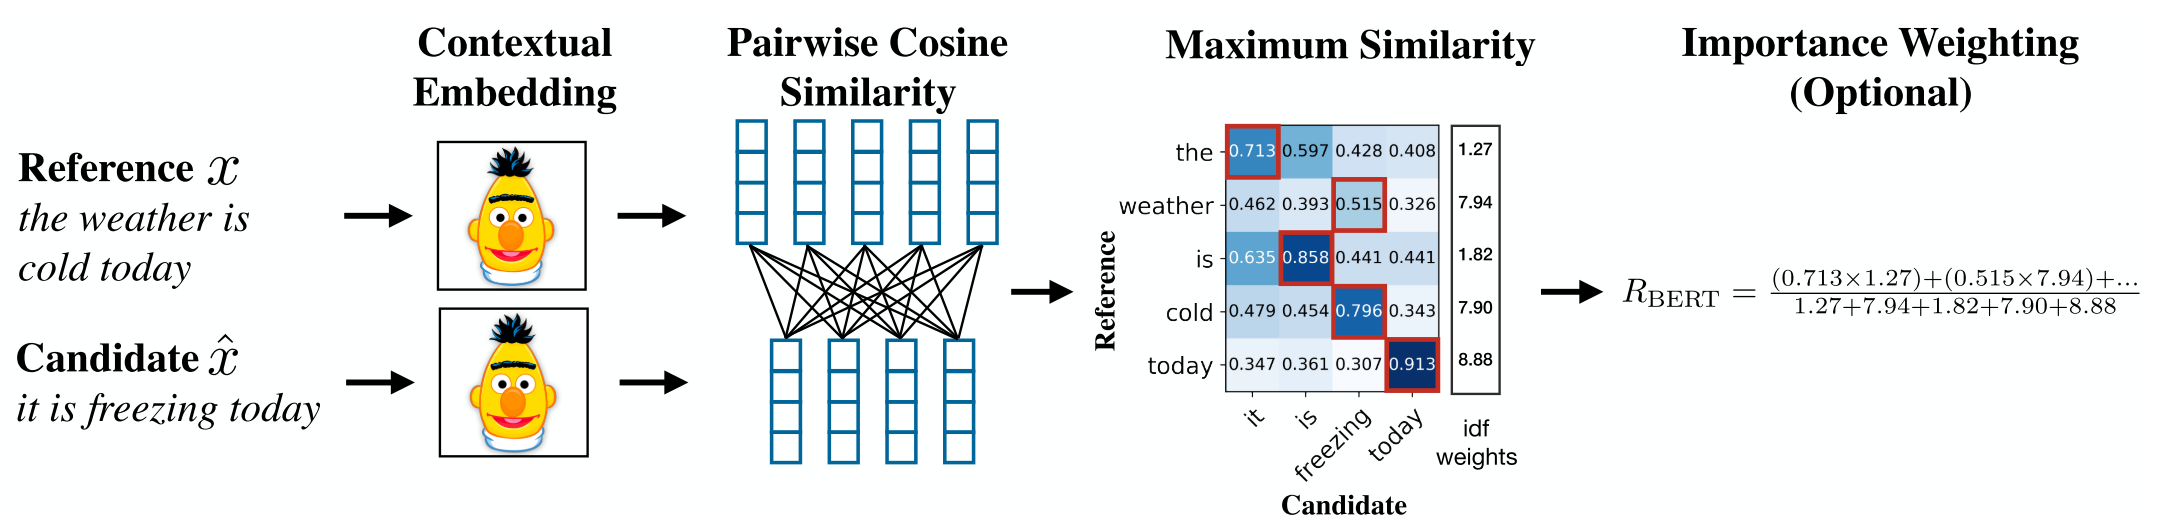 Contextual
Embedding
Pairwise Cosine
Similarity
Maximum Similarity
Importance Weighting
(Optional)
Reference x
the weather is
cold today
Candidate x̂
it is freezing today
Reference
the 0.713 0.597 0.428 0.408 1.27
weather 0.462 0.393 0.515 0.326 7.94
is 0.635 0.858 0.441 0.441 1.82
cold 0.479 0.454 0.796 0.343 7.90
today 0.347 0.361 0.307 0.913 8.88
it is freezing today
idf
weights
Candidate
R_BERT = (0.713×1.27)+(0.515×7.94)+...
1.27+7.94+1.82+7.90+8.88